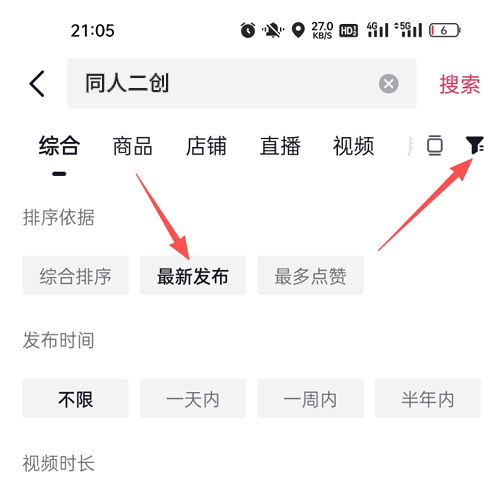 21:05 27.0 KB/S HD2 4G 5G 6
同人二创 搜索
综合 商品 店铺 直播 视频
排序依据
综合排序 最新发布 最多点赞
发布时间
不限 一天内 一周内 半年内
视频时长